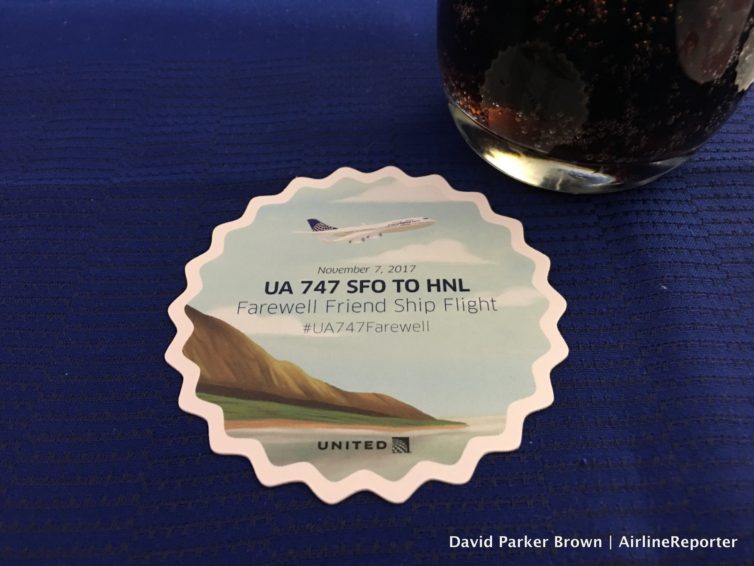 November 7, 2017
UA 747 SFO TO HNL
Farewell Friend Ship Flight
#UA747Farewell
UNITED
David Parker Brown | AirlineReporter